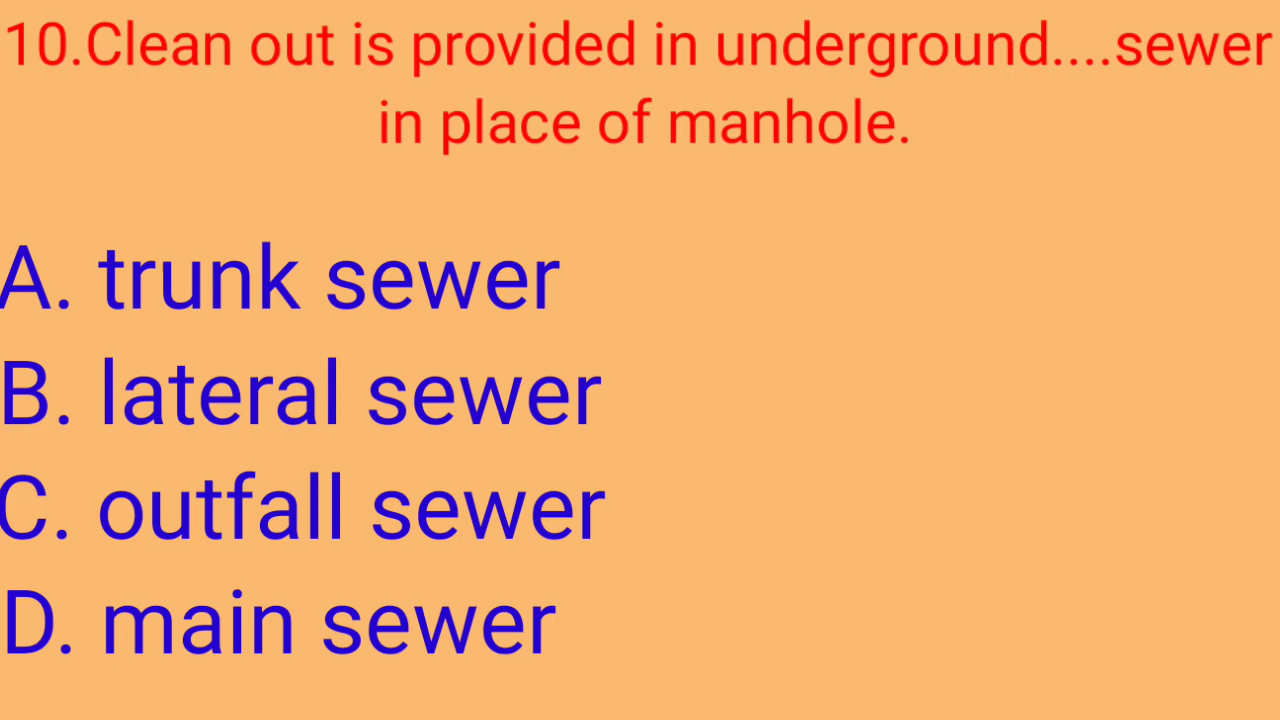 10.Clean out is provided in underground....sewer
in place of manhole.
A. trunk sewer
B. lateral sewer
C. outfall sewer
D. main sewer